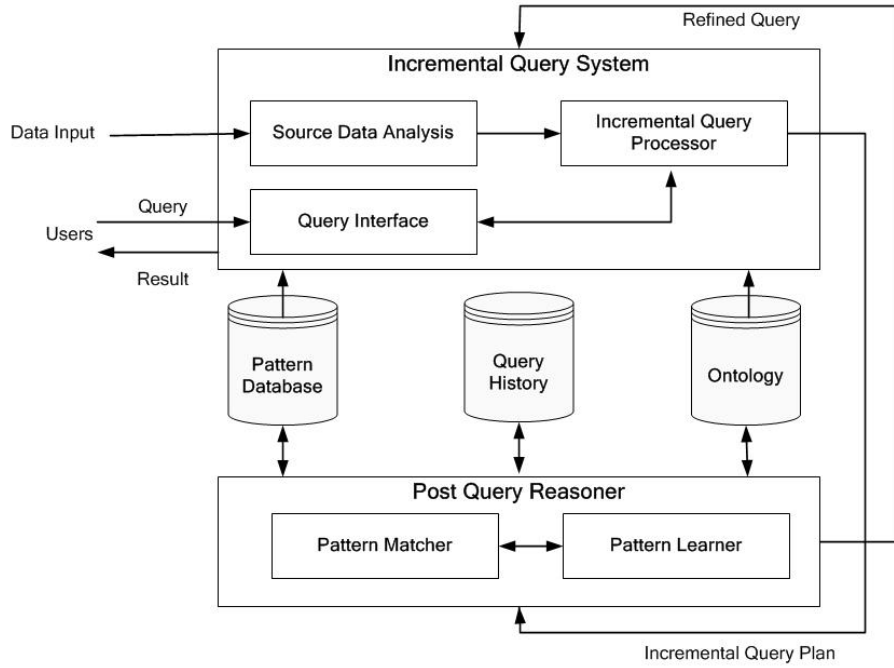 Refined Query
Incremental Query System
Data Input
Source Data Analysis
Incremental Query
Processor
Query
Users
Result
Query Interface
Pattern
Database
Query
History
Ontology
Post Query Reasoner
Pattern Matcher
Pattern Learner
Incremental Query Plan